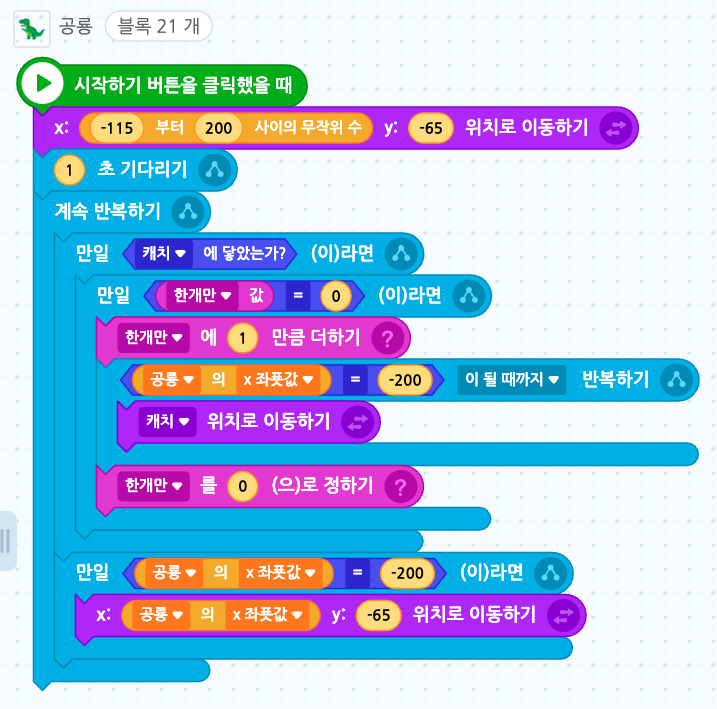 공룡 블록 21 개
시작하기 버튼을 클릭했을 때
x: -115 부터 200 사이의 무작위 수 y: -65 위치로 이동하기
1 초 기다리기
계속 반복하기
만일 캐치 에 닿았는가? (이)라면
만일 한개만 값 = 0 (이)라면
한개만 에 1 만큼 더하기 ?
공룡 의 x 좌푯값 = -200 이 될 때까지 반복하기
캐치 위치로 이동하기
한개만 를 0 (으)로 정하기 ?
만일 공룡 의 x 좌푯값 = -200 (이)라면
x: 공룡 의 x 좌푯값 y: -65 위치로 이동하기